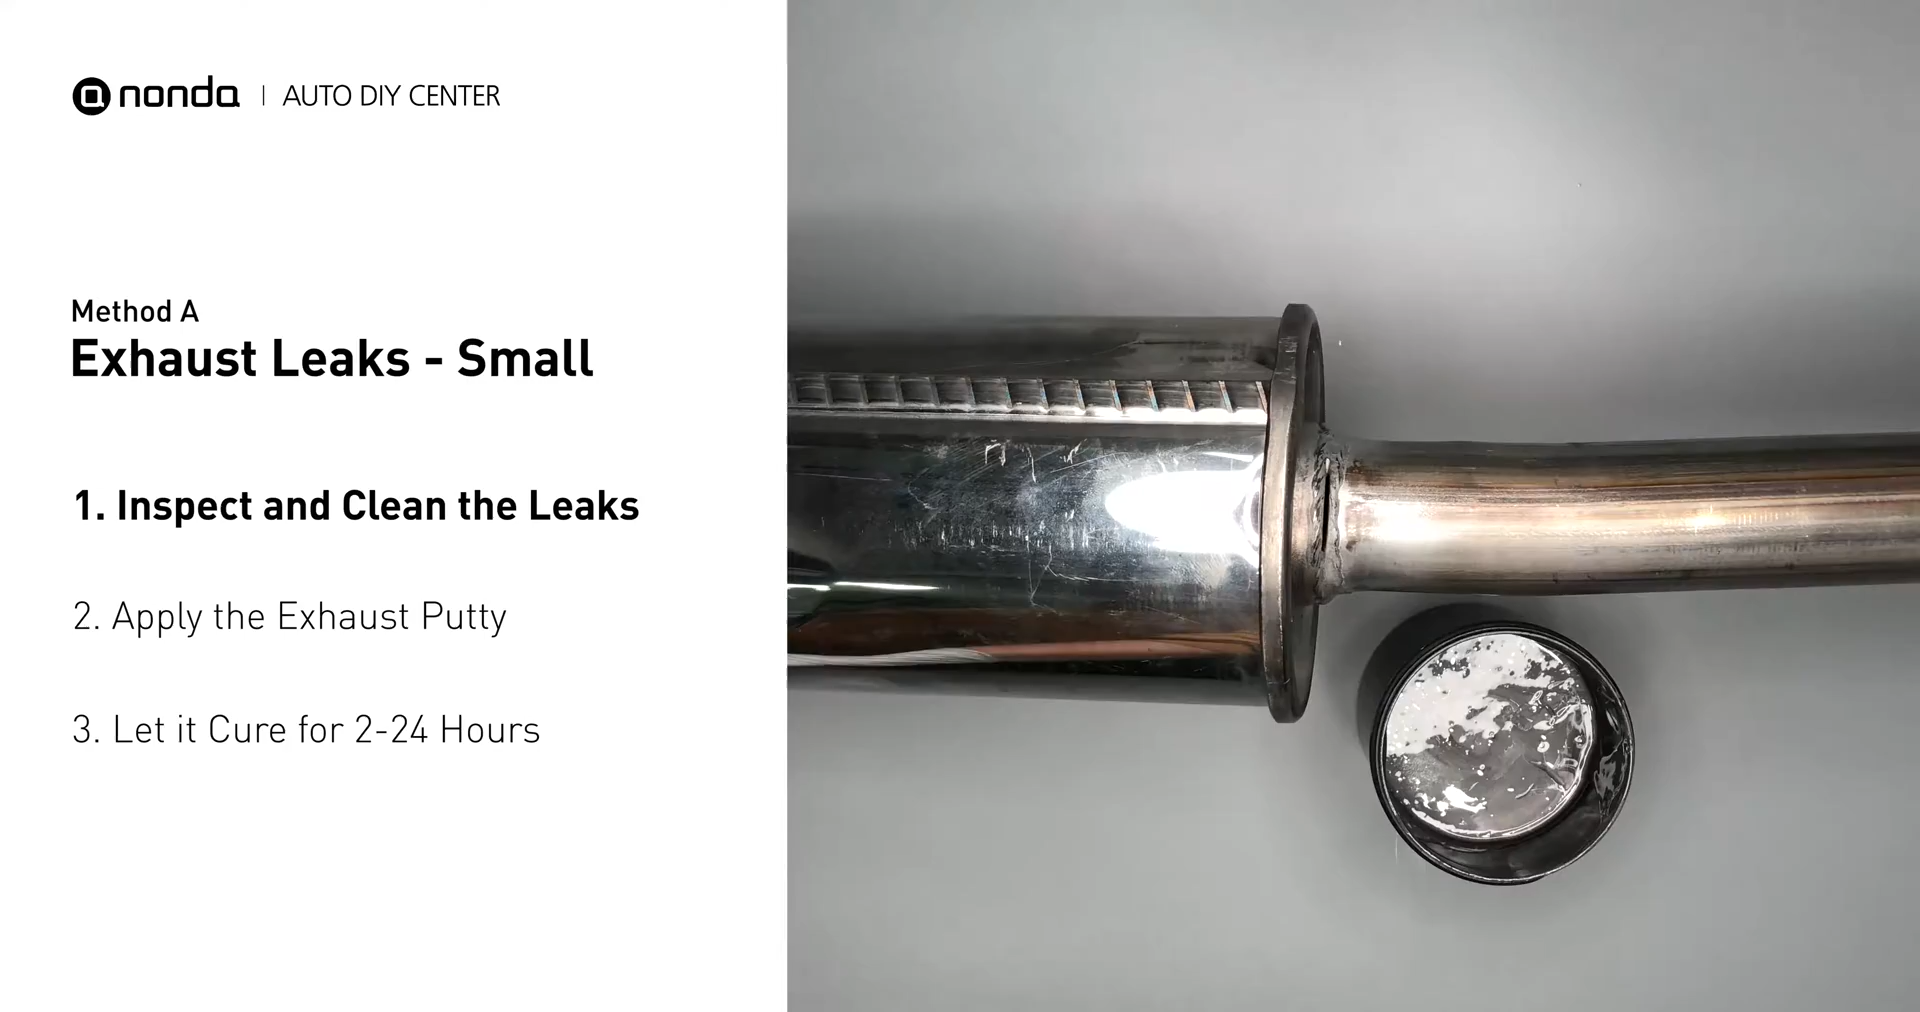 nonda | AUTO DIY CENTER
Method A
Exhaust Leaks - Small
1. Inspect and Clean the Leaks
2. Apply the Exhaust Putty
3. Let it Cure for 2-24 Hours